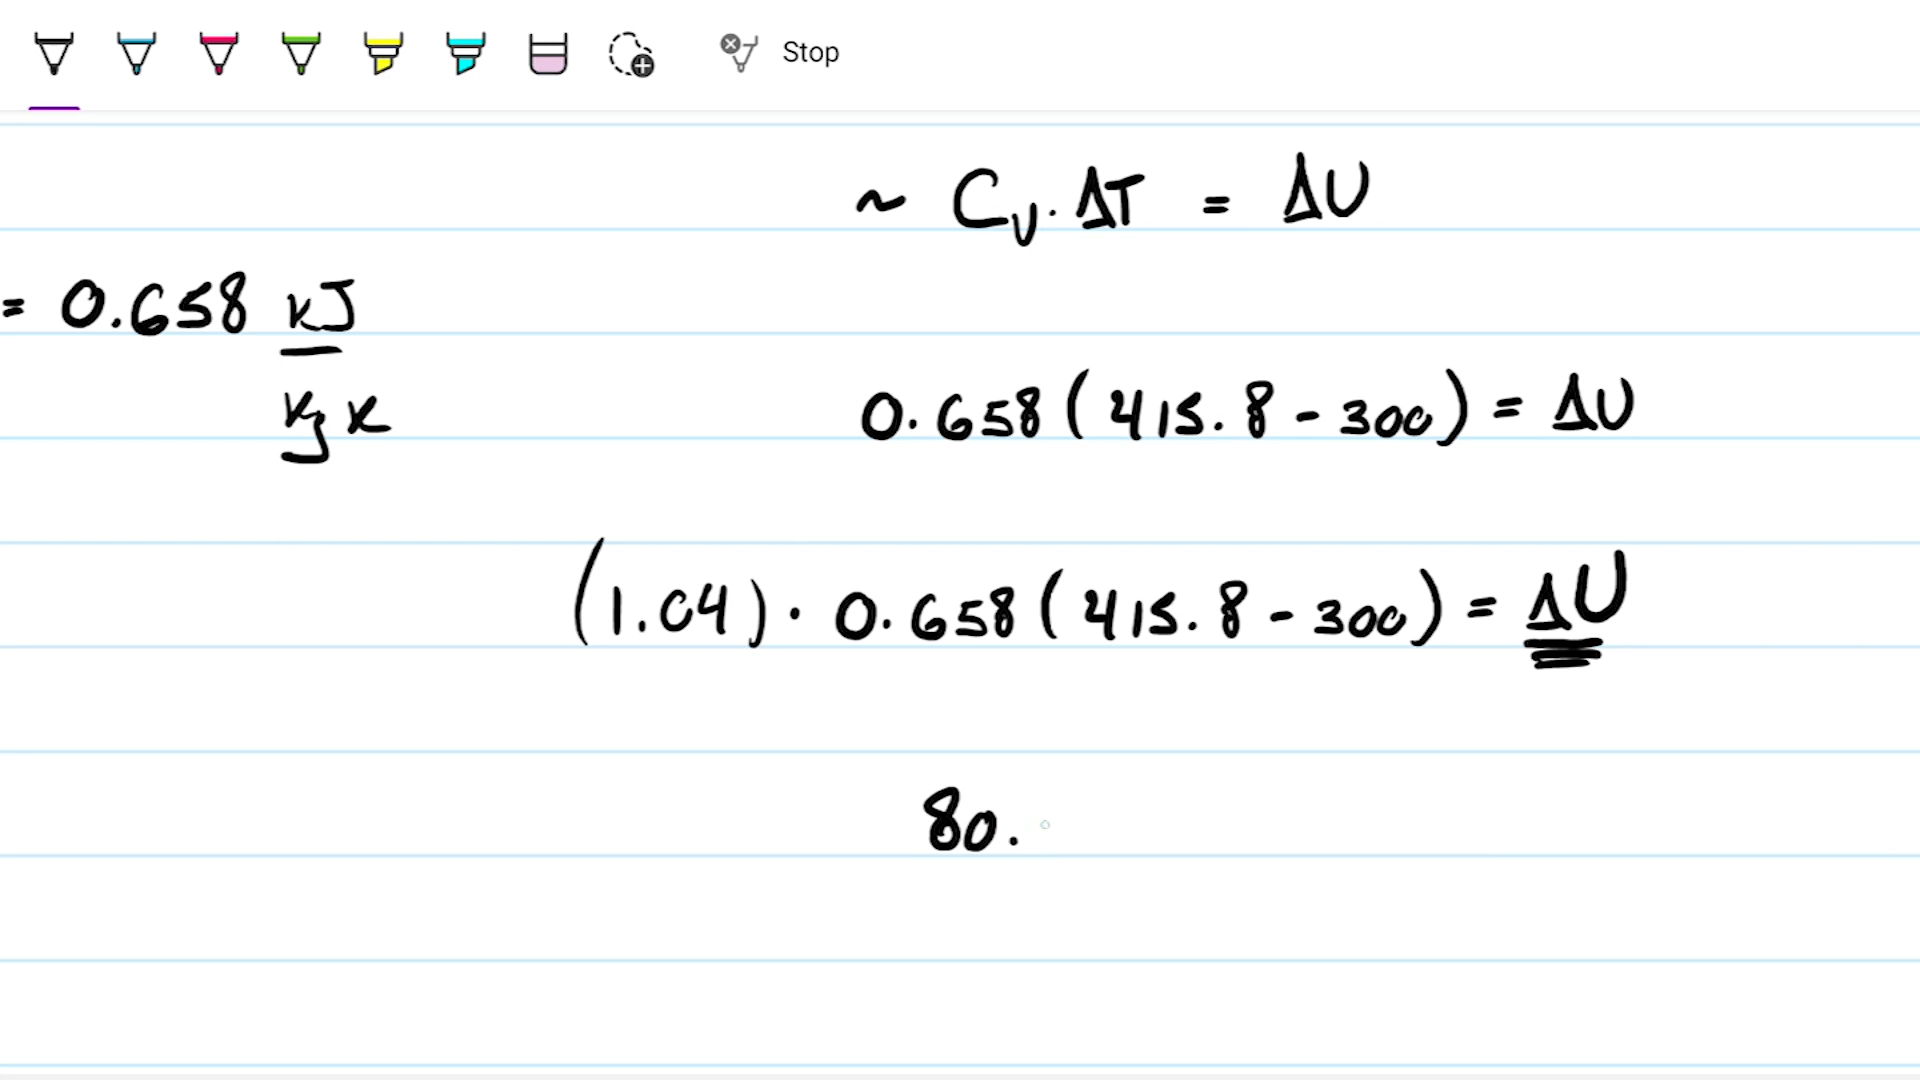 Stop
~ Cv · ΔT = ΔU
= 0.658 kJ
kg K
0.658 (415.8 - 300) = ΔU
(1.04) · 0.658 (415.8 - 300) = ΔU
80.